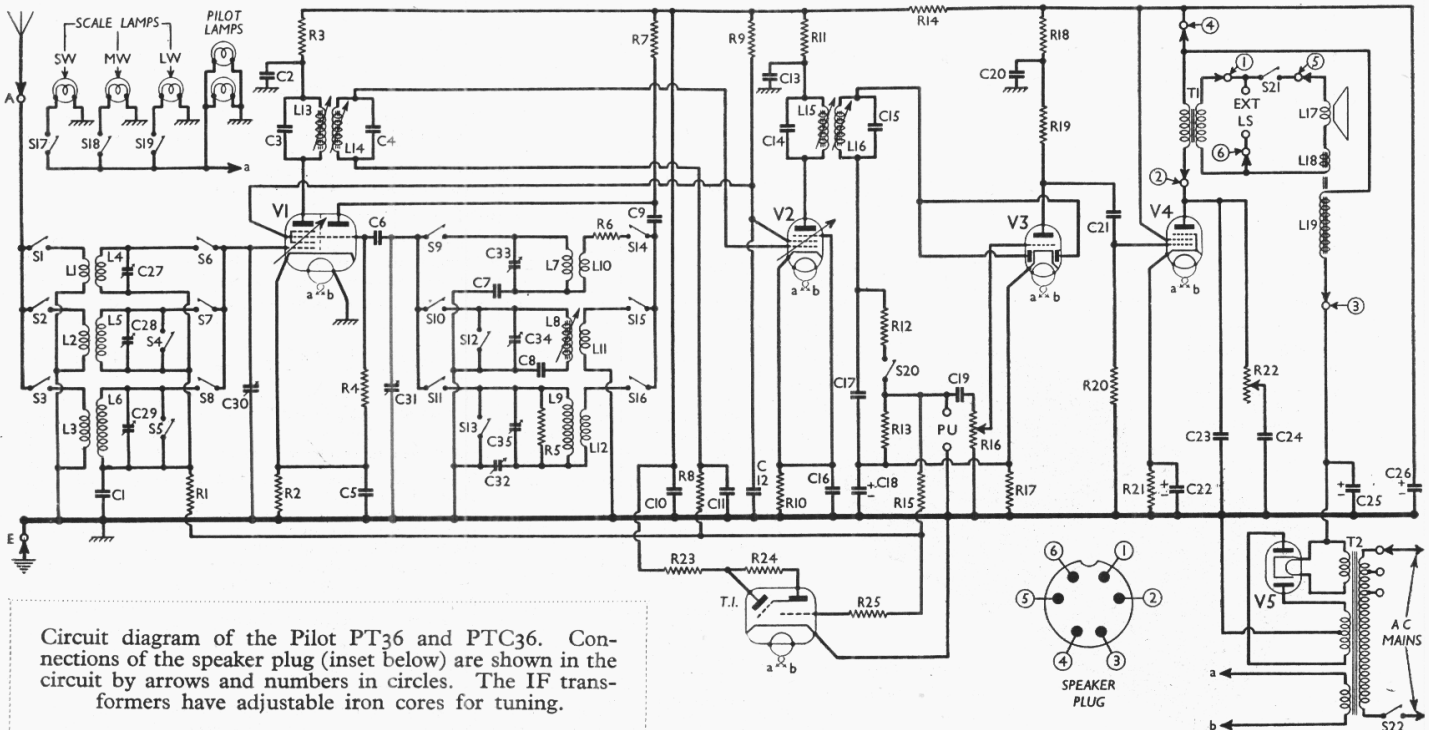 PILOT
LAMPS
SCALE LAMPS
SW MW LW
A
S17 S18 S19
a
R3
C2
L13
C3
C4
L14
R7
R9
R11
C13
L15
C14
C15
L16
R14
R18
C20
R19
4
1
5
S21
T1
EXT
LS
6
L17
L18
2
L19
3
V1
C6
C9
R6
S14
V2
V3
C21
V4
a b
S1
L1
L4
C27
S6
S9
C33
L7
L10
C7
S2
L2
L5
C28
S4
S7
S10
S12
C34
L8
C8
L11
S15
S3
L3
L6
C29
S5
S8
C30
R4
C31
S11
S13
C35
L9
R5
L12
C32
S16
a b
a b
a b
R12
S20
C17
R13
C19
PU
R16
R20
R22
C23
C24
C1
R1
R2
C5
C10
R8
C11
C12
R10
C16
+
-
C18
R15
R17
R21
+
-
C22
+
-
C25
C26
+
-
E
R23
R24
T.I.
R25
a b
6 1
5 2
4 3
SPEAKER
PLUG
V5
T2
AC
MAINS
a
b
S22
Circuit diagram of the Pilot PT36 and PTC36. Con-
nections of the speaker plug (inset below) are shown in the
circuit by arrows and numbers in circles. The IF trans-
formers have adjustable iron cores for tuning.